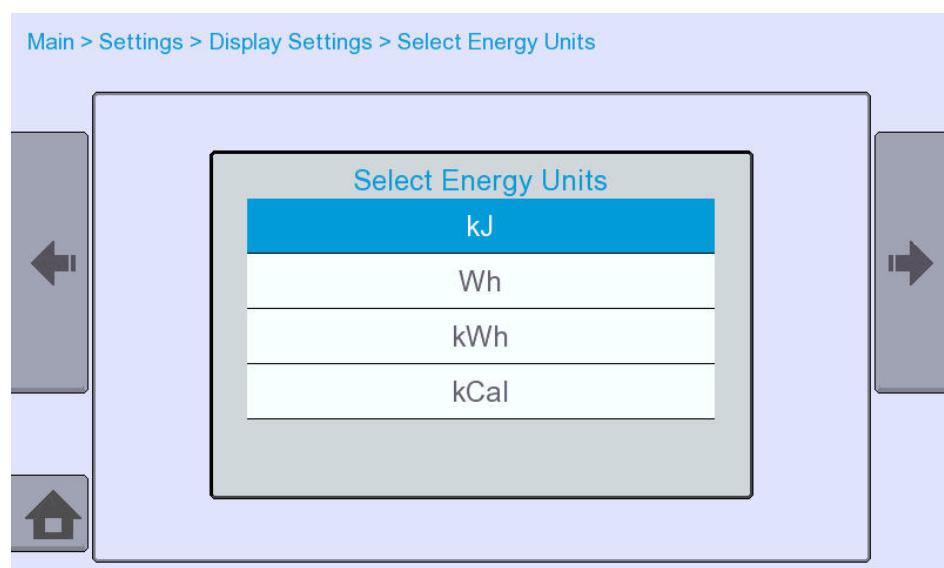 Main > Settings > Display Settings > Select Energy Units
Select Energy Units
kJ
Wh
kWh
kCal